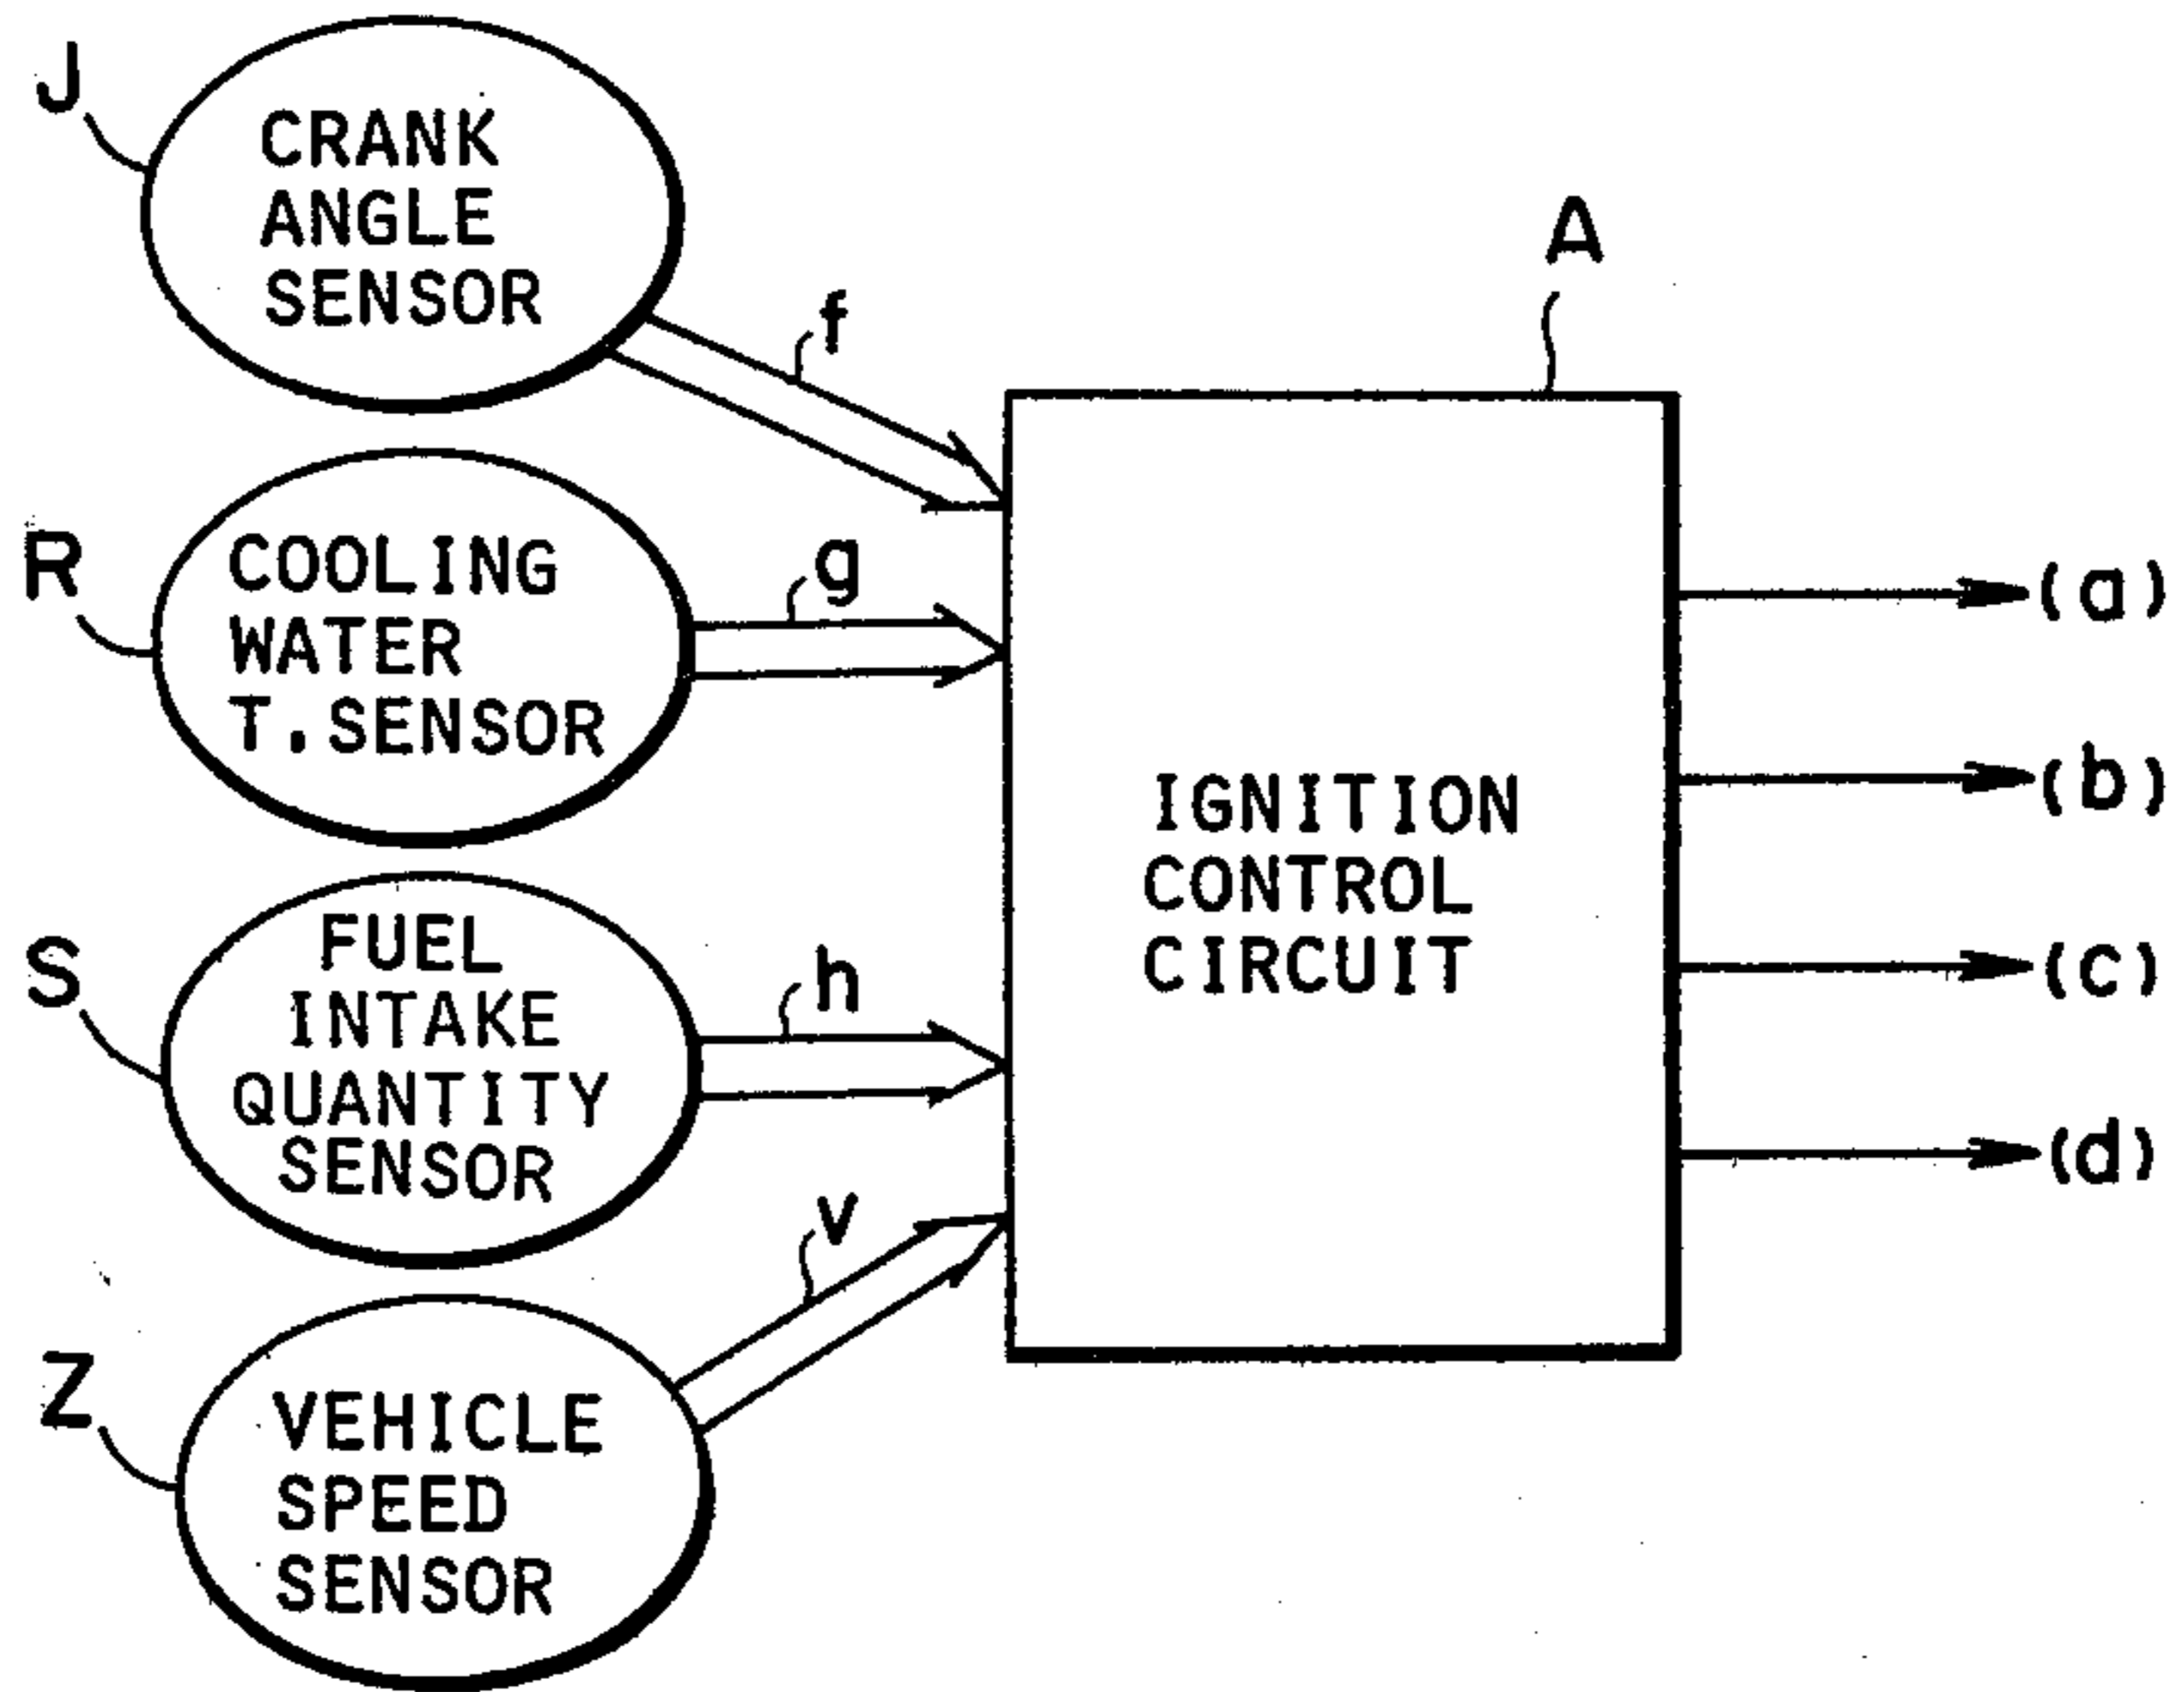 J
CRANK
ANGLE
SENSOR
f
A
R
COOLING
WATER
T.SENSOR
g
S
FUEL
INTAKE
QUANTITY
SENSOR
h
Z
VEHICLE
SPEED
SENSOR
v
IGNITION
CONTROL
CIRCUIT
(a)
(b)
(c)
(d)